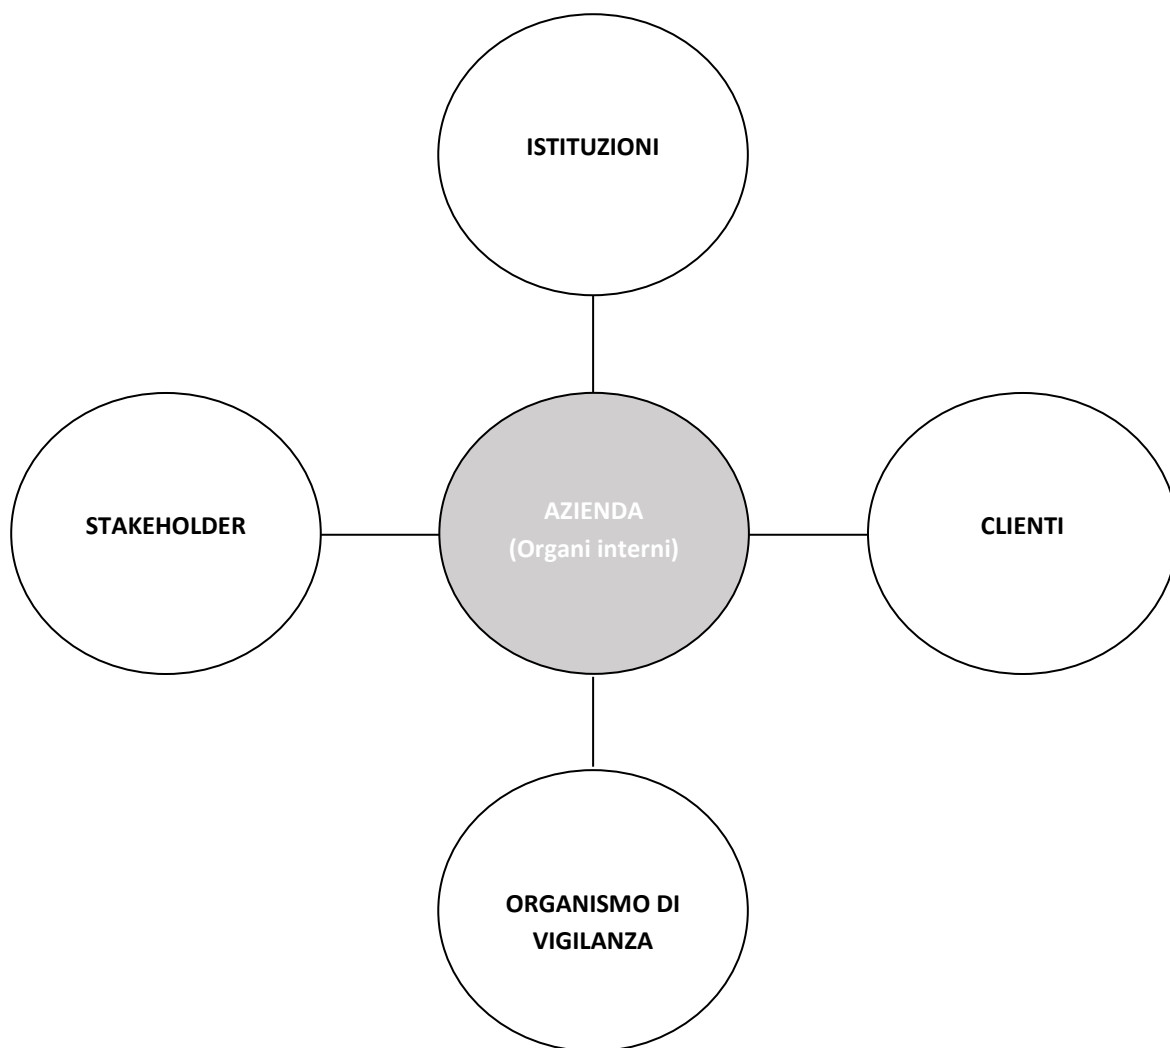 ISTITUZIONI
STAKEHOLDER
AZIENDA
(Organi interni)
CLIENTI
ORGANISMO DI
VIGILANZA